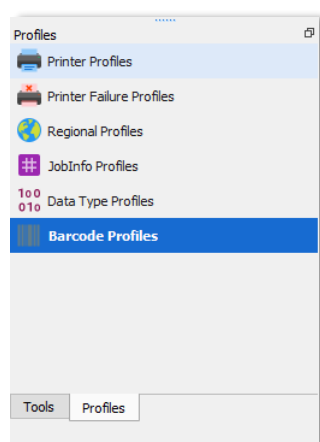 Profiles
Printer Profiles
Printer Failure Profiles
Regional Profiles
# JobInfo Profiles
100
010 Data Type Profiles
Barcode Profiles
Tools Profiles